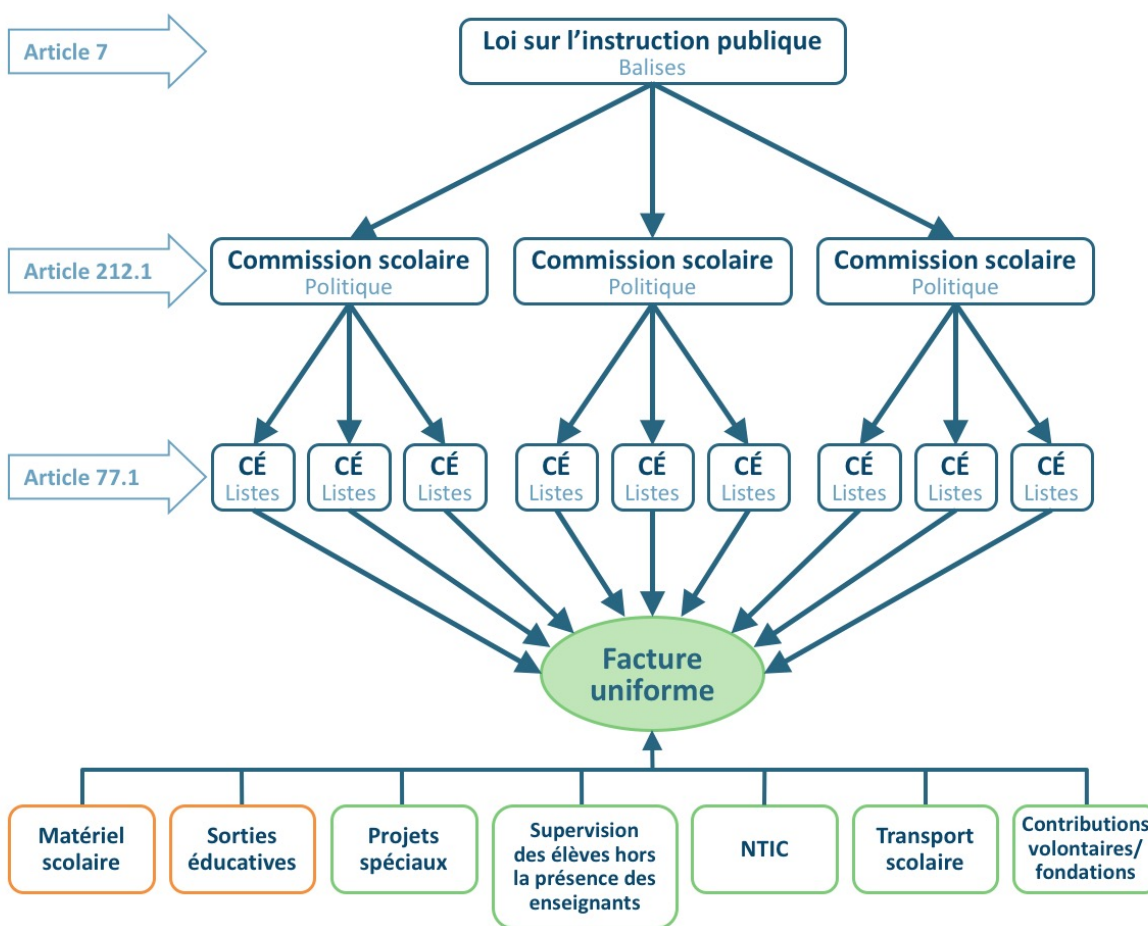 Article 7
Loi sur l'instruction publique
Balises
Article 212.1
Commission scolaire
Politique
Commission scolaire
Politique
Commission scolaire
Politique
Article 77.1
CÉ
Listes
CÉ
Listes
CÉ
Listes
CÉ
Listes
CÉ
Listes
CÉ
Listes
CÉ
Listes
CÉ
Listes
CÉ
Listes
Facture
uniforme
Matériel
scolaire
Sorties
éducatives
Projets
spéciaux
Supervision
des élèves hors
la présence des
enseignants
NTIC
Transport
scolaire
Contributions
volontaires/
fondations